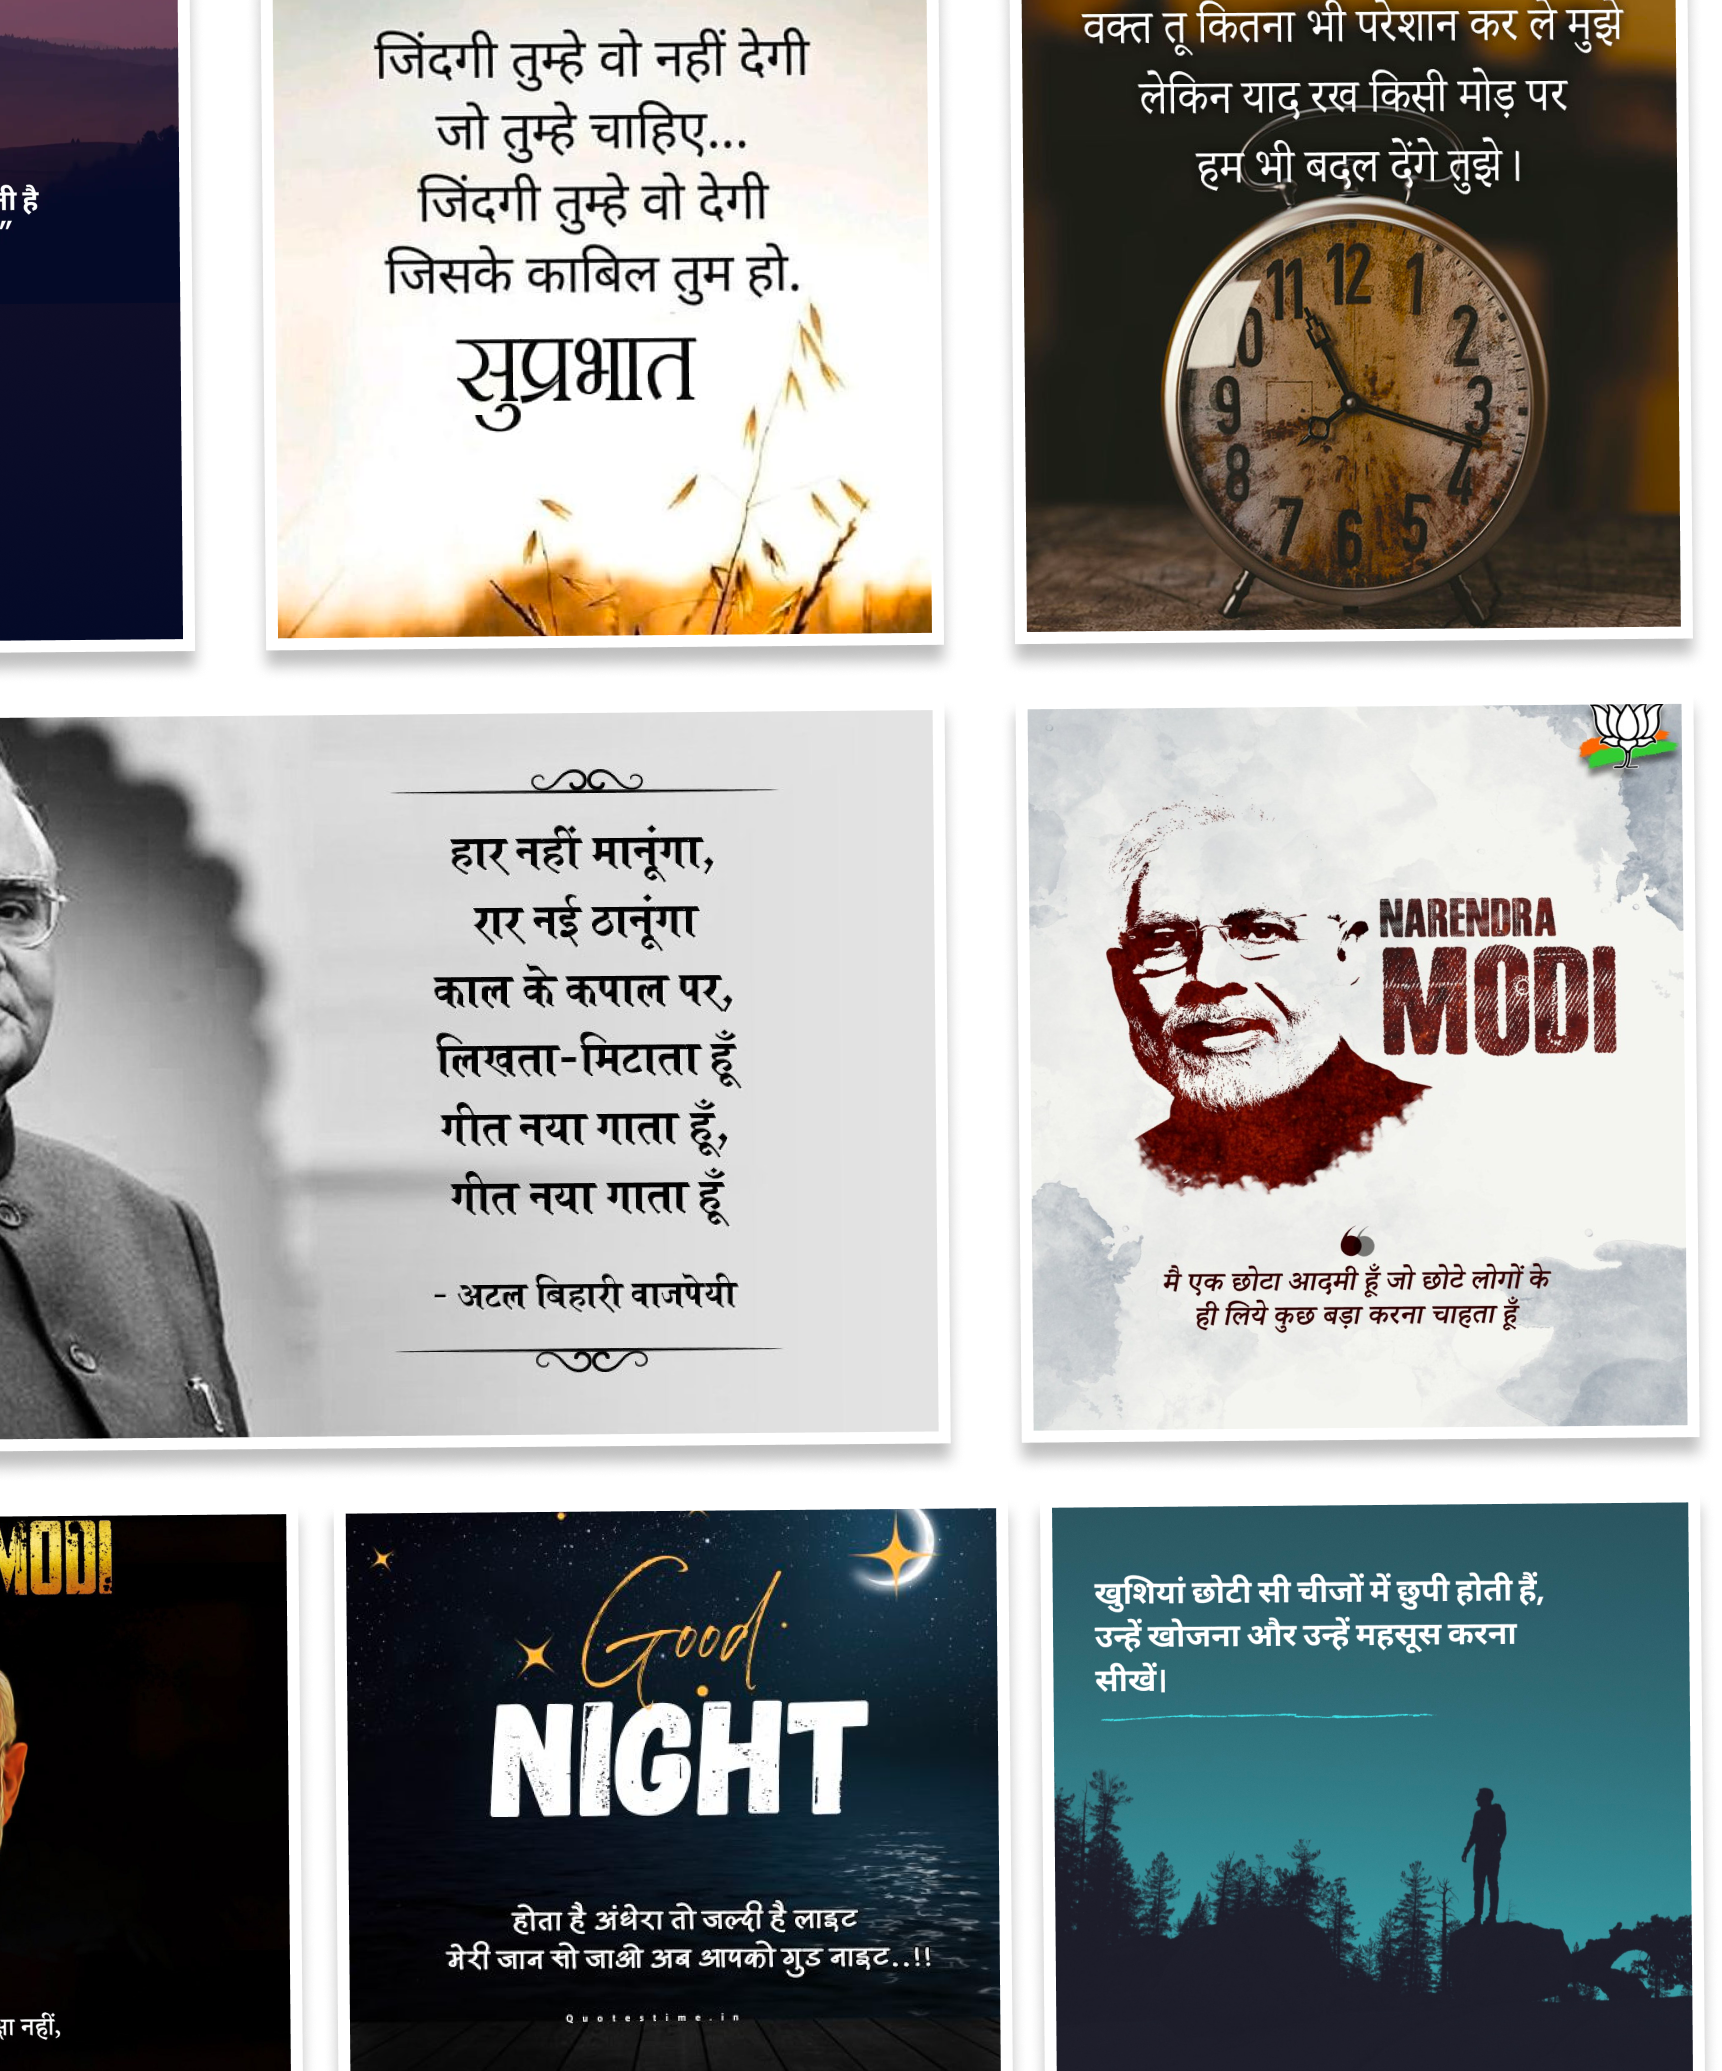 ी है
”
जिंदगी तुम्हे वो नहीं देगी
जो तुम्हे चाहिए...
जिंदगी तुम्हे वो देगी
जिसके काबिल तुम हो.
सुप्रभात
वक्त तू कितना भी परेशान कर ले मुझे
लेकिन याद रख किसी मोड़ पर
हम भी बदल देंगे तुझे।
11 12 1
10 2
9 3
8 4
7 6 5
हार नहीं मानूंगा,
रार नई ठानूंगा
काल के कपाल पर,
लिखता-मिटाता हूँ
गीत नया गाता हूँ,
गीत नया गाता हूँ
- अटल बिहारी वाजपेयी
NARENDRA
MODI
मै एक छोटा आदमी हूँ जो छोटे लोगों के
ही लिये कुछ बड़ा करना चाहता हूँ
MODI
नहीं,
Good
NIGHT
होता है अंधेरा तो जल्दी है लाइट
मेरी जान सो जाओ अब आपको गुड नाइट..!!
Quotestime.in
खुशियां छोटी सी चीजों में छुपी होती हैं,
उन्हें खोजना और उन्हें महसूस करना
सीखें|